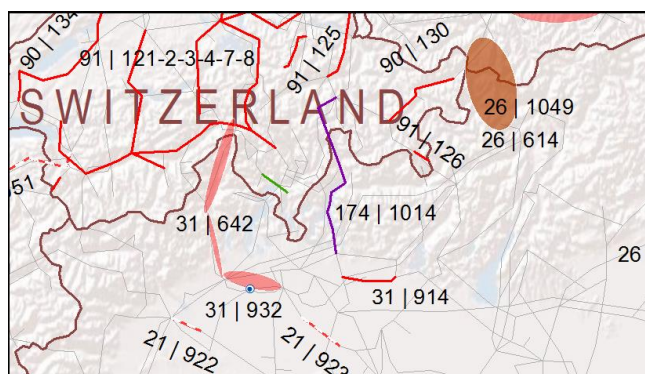 90 | 134
91 | 121-2-3-4-7-8
91 | 125
90 | 130
SWITZERLAND
26 | 1049
26 | 614
91 | 126
51
174 | 1014
31 | 642
26
31 | 932
31 | 914
21 | 922
21 | 922